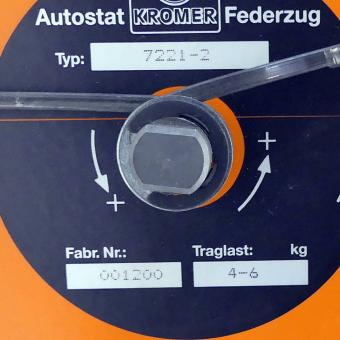 Autostat KROMER Federzug
Typ: 7221-2
+ +
Fabr. Nr.: Traglast: kg
001200 4-6